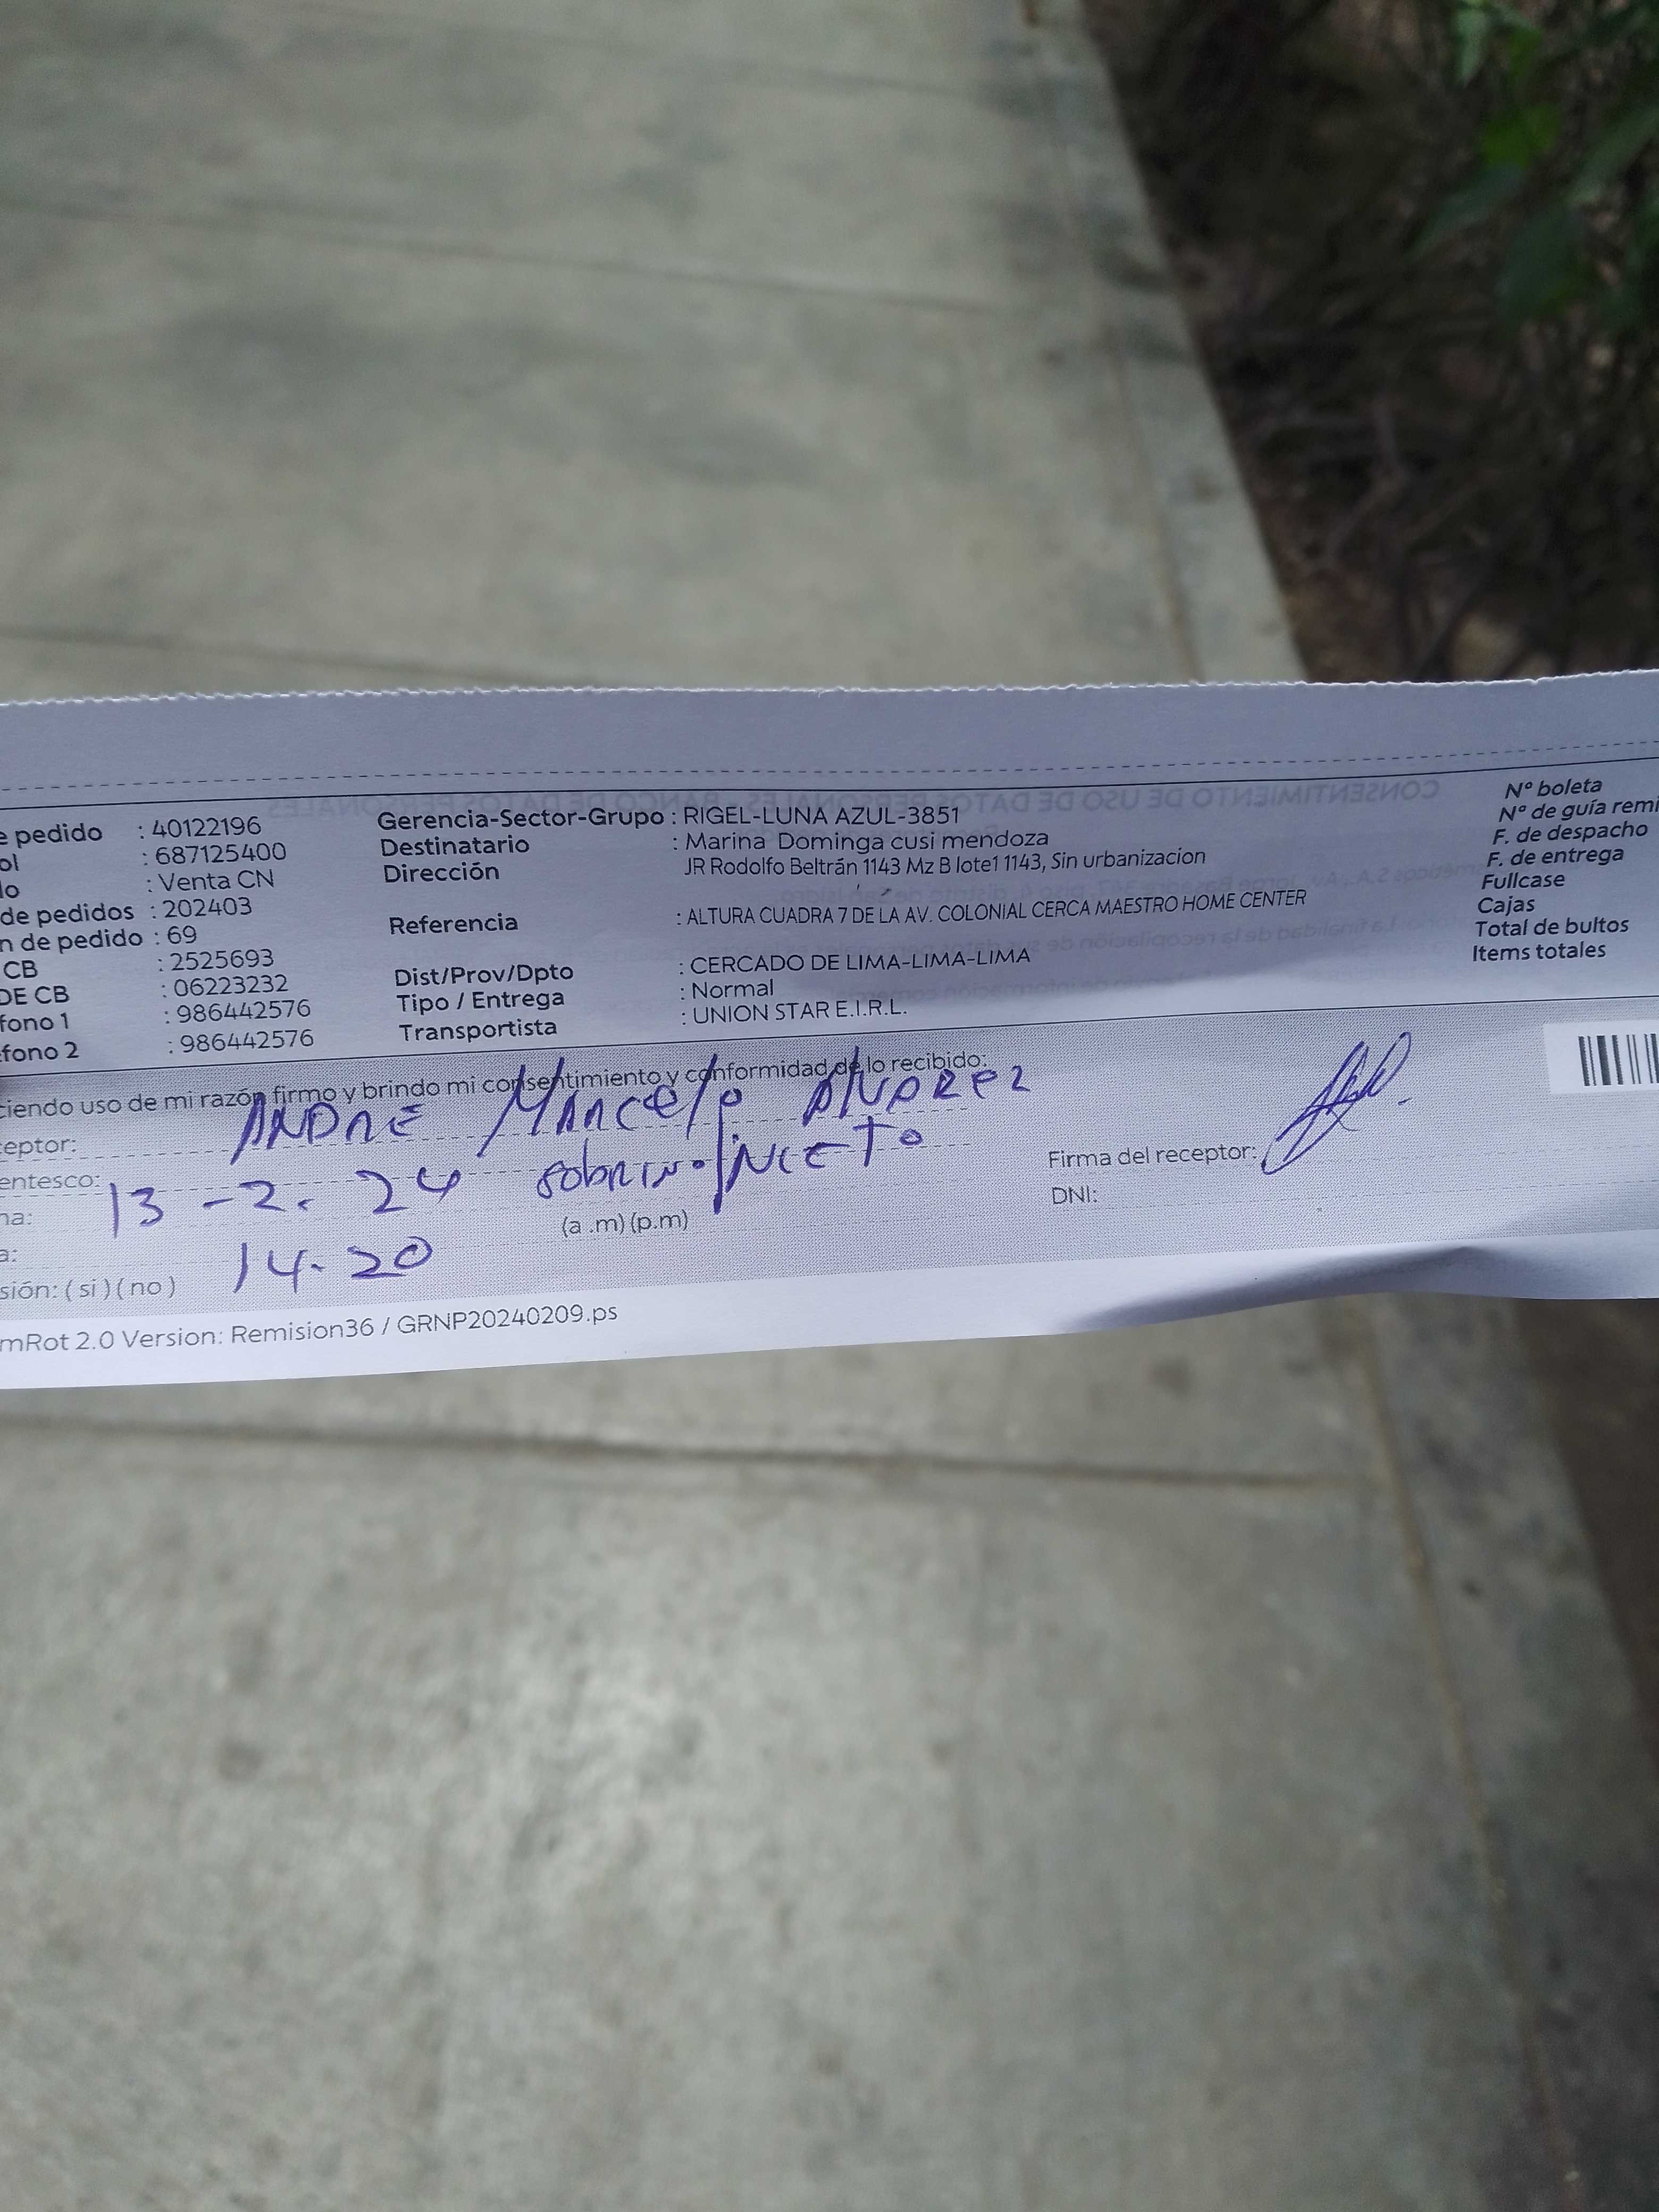 e pedido : 40122196
ol : 687125400
lo : Venta CN
de pedidos : 202403
n de pedido : 69
CB : 2525693
DE CB : 06223232
fono 1 : 986442576
éfono 2 : 986442576
Gerencia-Sector-Grupo : RIGEL-LUNA AZUL-3851
Destinatario : Marina Dominga cusi mendoza
Dirección JR Rodolfo Beltrán 1143 Mz B lote1 1143, Sin urbanizacion
Referencia : ALTURA CUADRA 7 DE LA AV. COLONIAL CERCA MAESTRO HOME CENTER
Dist/Prov/Dpto : CERCADO DE LIMA-LIMA-LIMA
Tipo / Entrega : Normal
Transportista : UNION STAR E.I.R.L.
Nº boleta
Nº de guía remi
F. de despacho
F. de entrega
Fullcase
Cajas
Total de bultos
Items totales
ciendo uso de mi razón firmo y brindo mi consentimiento y conformidad de lo recibido:
ceptor: ANDRE Marcelo Alvarez
entesco: sobrino/NIETO
ha: 13-2.24
a: 14.20 (a .m) (p.m)
sión: ( si ) ( no )
Firma del receptor:
DNI:
mRot 2.0 Version: Remision36 / GRNP20240209.ps